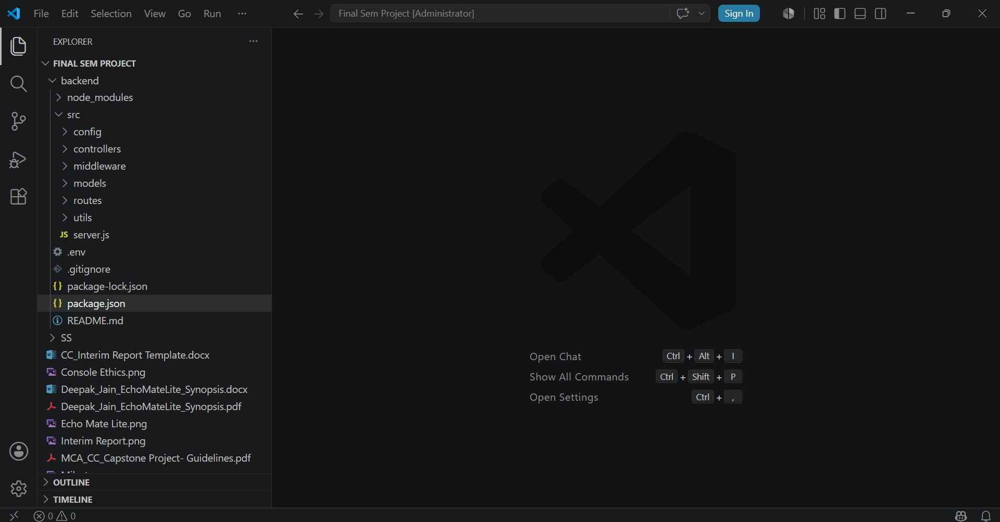 File Edit Selection View Go Run ···
Final Sem Project [Administrator]
Sign In
EXPLORER
FINAL SEM PROJECT
backend
node_modules
src
config
controllers
middleware
models
routes
utils
JS server.js
.env
.gitignore
{} package-lock.json
{} package.json
README.md
SS
CC_Interim Report Template.docx
Console Ethics.png
Deepak_Jain_EchoMateLite_Synopsis.docx
Deepak_Jain_EchoMateLite_Synopsis.pdf
Echo Mate Lite.png
Interim Report.png
MCA_CC_Capstone Project- Guidelines.pdf
OUTLINE
TIMELINE
Open Chat Ctrl + Alt + I
Show All Commands Ctrl + Shift + P
Open Settings Ctrl + ,
0 0